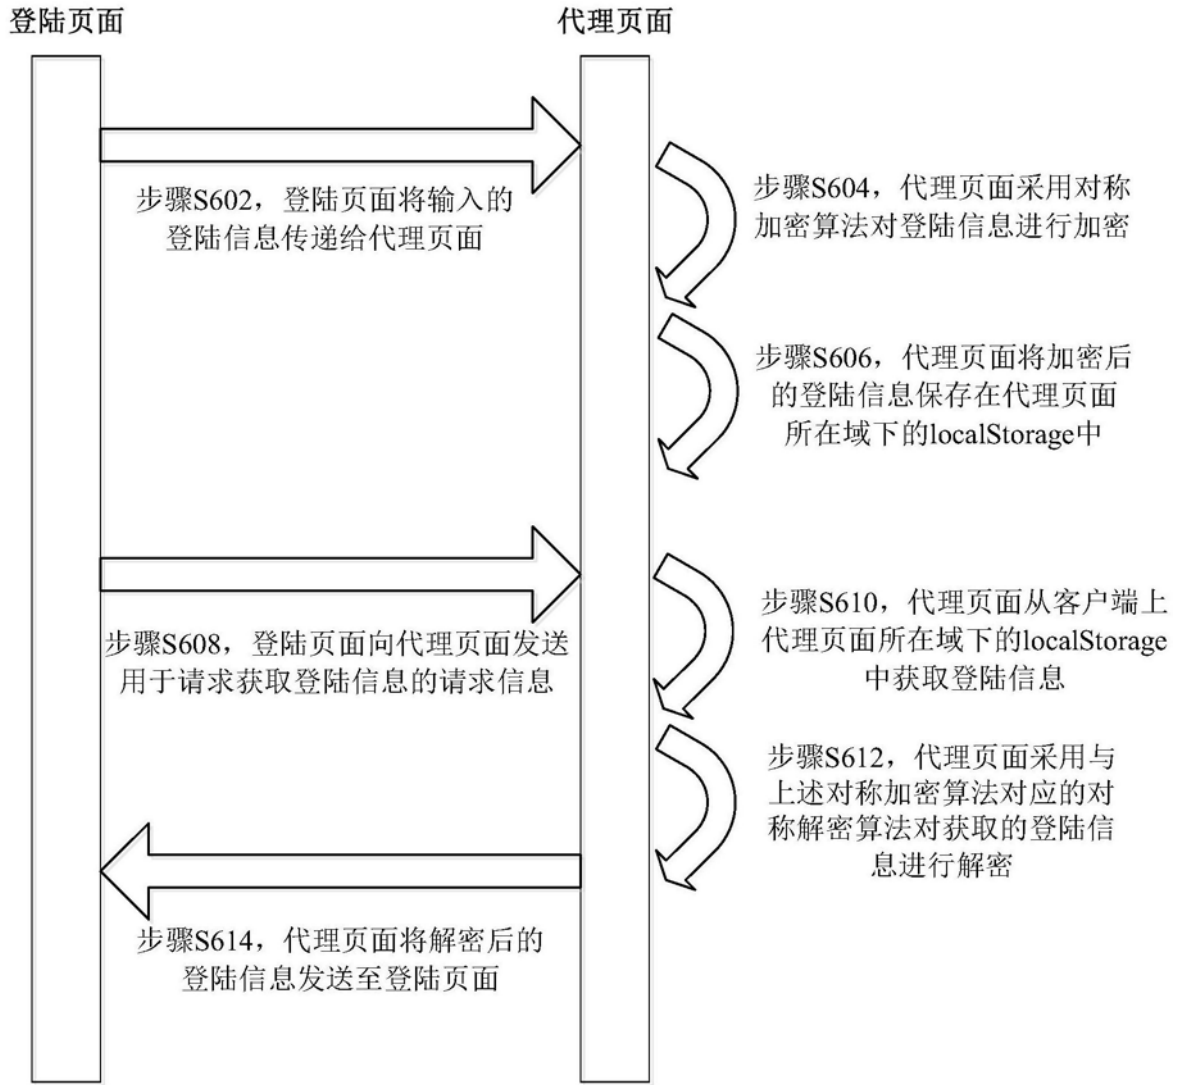 登陆页面
代理页面
步骤S602，登陆页面将输入的
登陆信息传递给代理页面
步骤S604，代理页面采用对称
加密算法对登陆信息进行加密
步骤S606，代理页面将加密后
的登陆信息保存在代理页面
所在域下的localStorage中
步骤S608，登陆页面向代理页面发送
用于请求获取登陆信息的请求信息
步骤S610，代理页面从客户端上
代理页面所在域下的localStorage
中获取登陆信息
步骤S612，代理页面采用与
上述对称加密算法对应的对
称解密算法对获取的登陆信
息进行解密
步骤S614，代理页面将解密后的
登陆信息发送至登陆页面